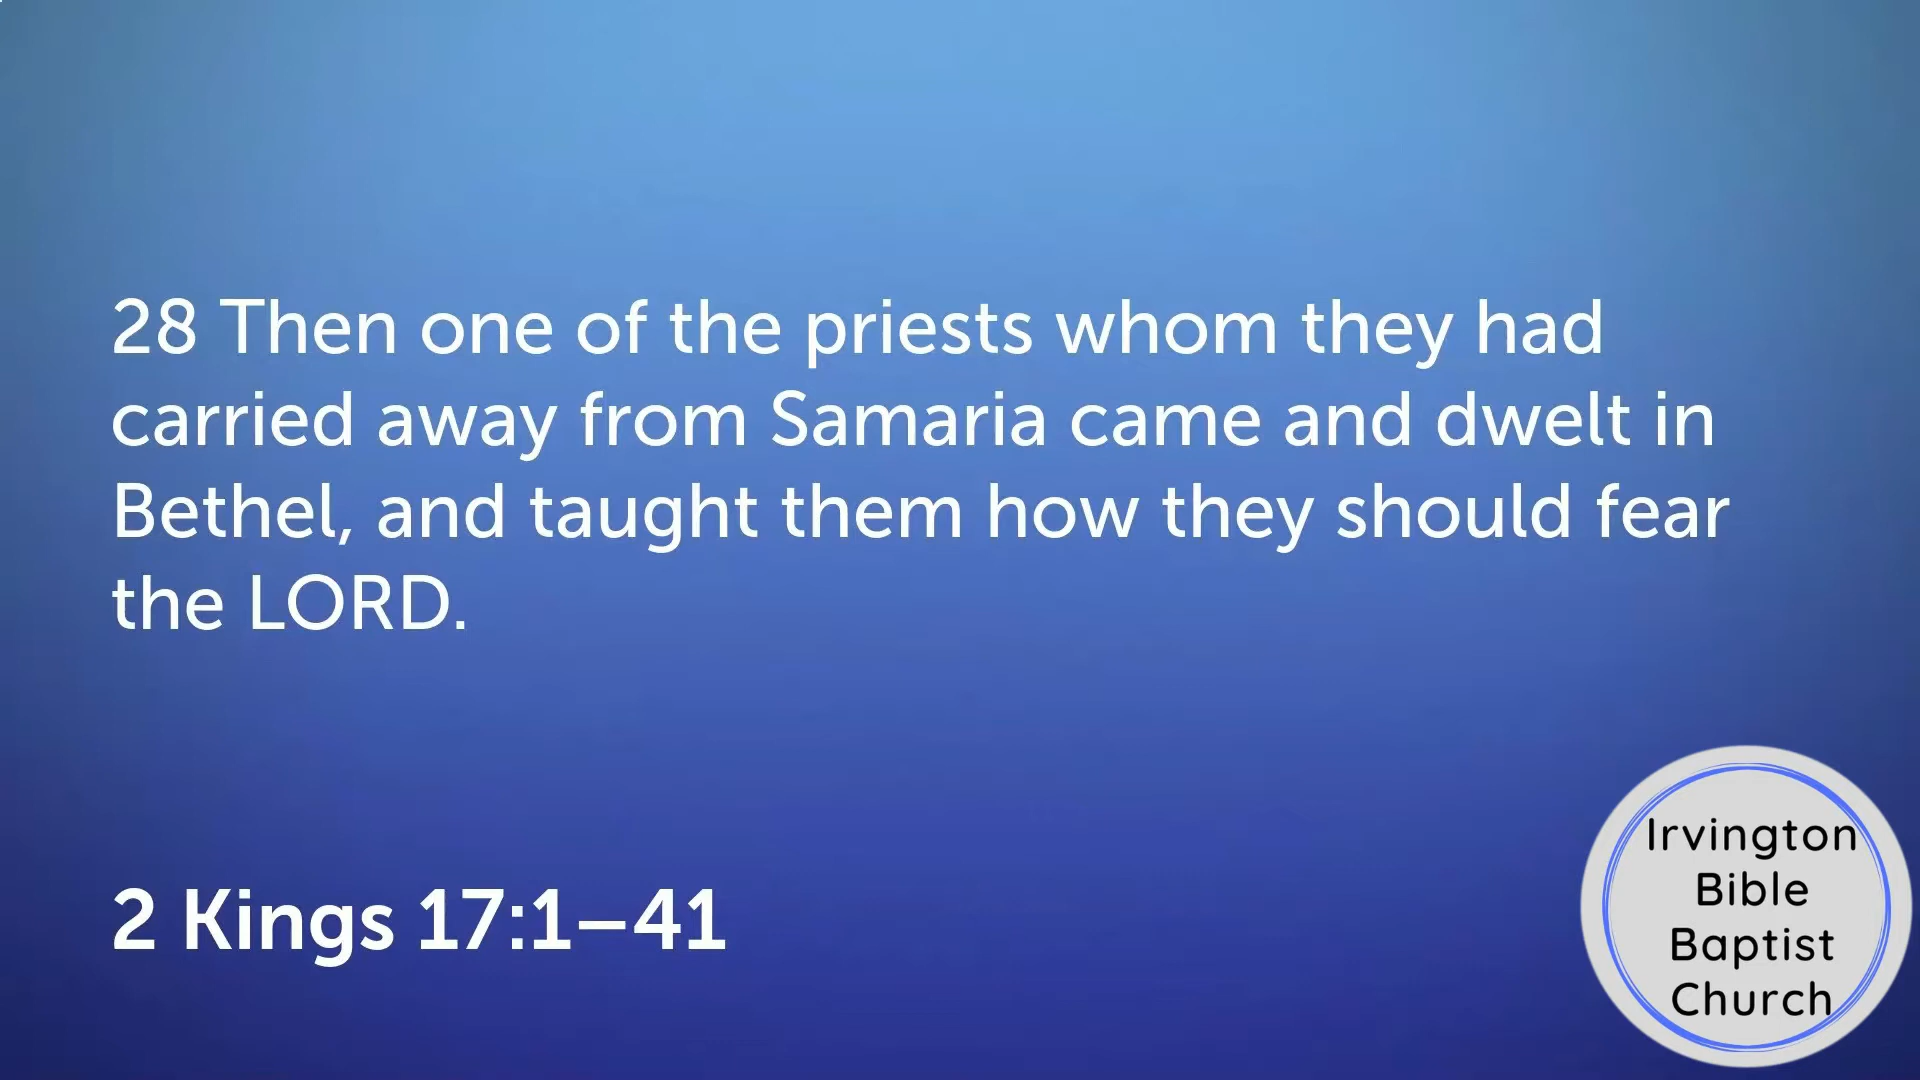 28 Then one of the priests whom they had
carried away from Samaria came and dwelt in
Bethel, and taught them how they should fear
the LORD.
2 Kings 17:1–41
Irvington
Bible
Baptist
Church